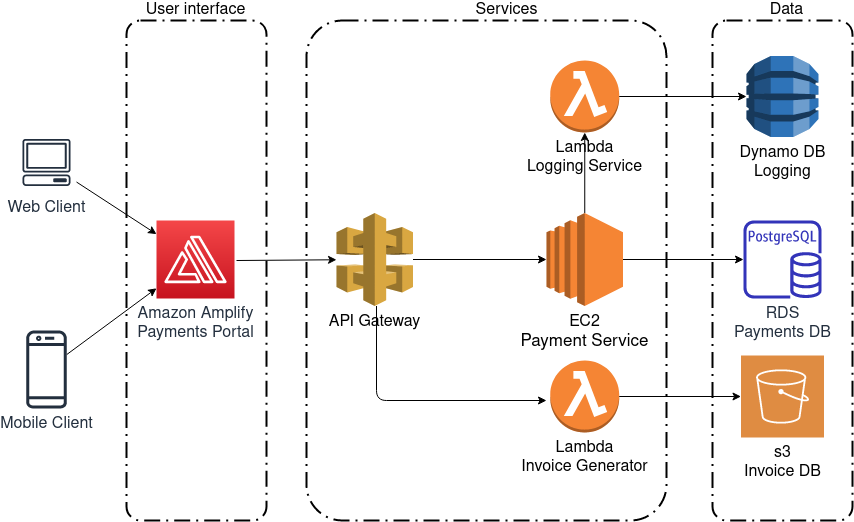 User interface
Services
Data
Web Client
Mobile Client
Amazon Amplify
Payments Portal
API Gateway
Lambda
Logging Service
EC2
Payment Service
Lambda
Invoice Generator
Dynamo DB
Logging
PostgreSQL
RDS
Payments DB
s3
Invoice DB